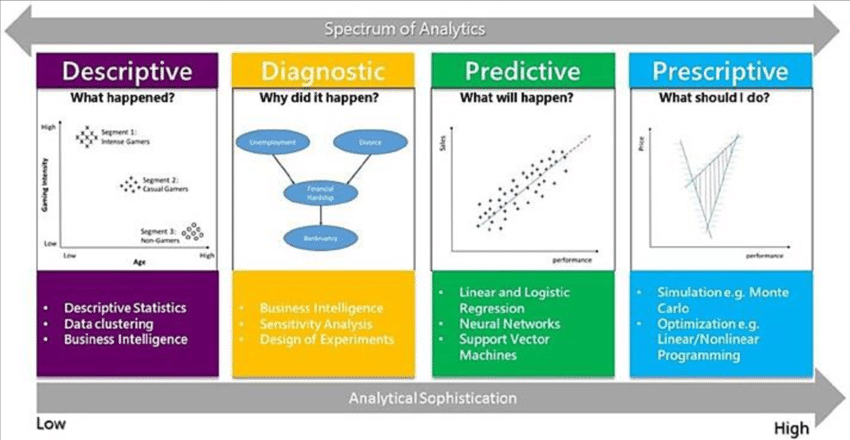 Spectrum of Analytics
Descriptive
What happened?
High
Gaming Intensity
Low
Segment 1:
Intense Gamers
Segment 2:
Casual Gamers
Segment 3:
Non-Gamers
Low
High
Age
Descriptive Statistics
Data clustering
Business Intelligence
Diagnostic
Why did it happen?
Unemployment
Divorce
Financial
Hardship
Bankruptcy
Business Intelligence
Sensitivity Analysis
Design of Experiments
Predictive
What will happen?
Sales
performance
Linear and Logistic
Regression
Neural Networks
Support Vector
Machines
Prescriptive
What should I do?
Price
performance
Simulation e.g. Monte
Carlo
Optimization e.g.
Linear/Nonlinear
Programming
Analytical Sophistication
Low
High